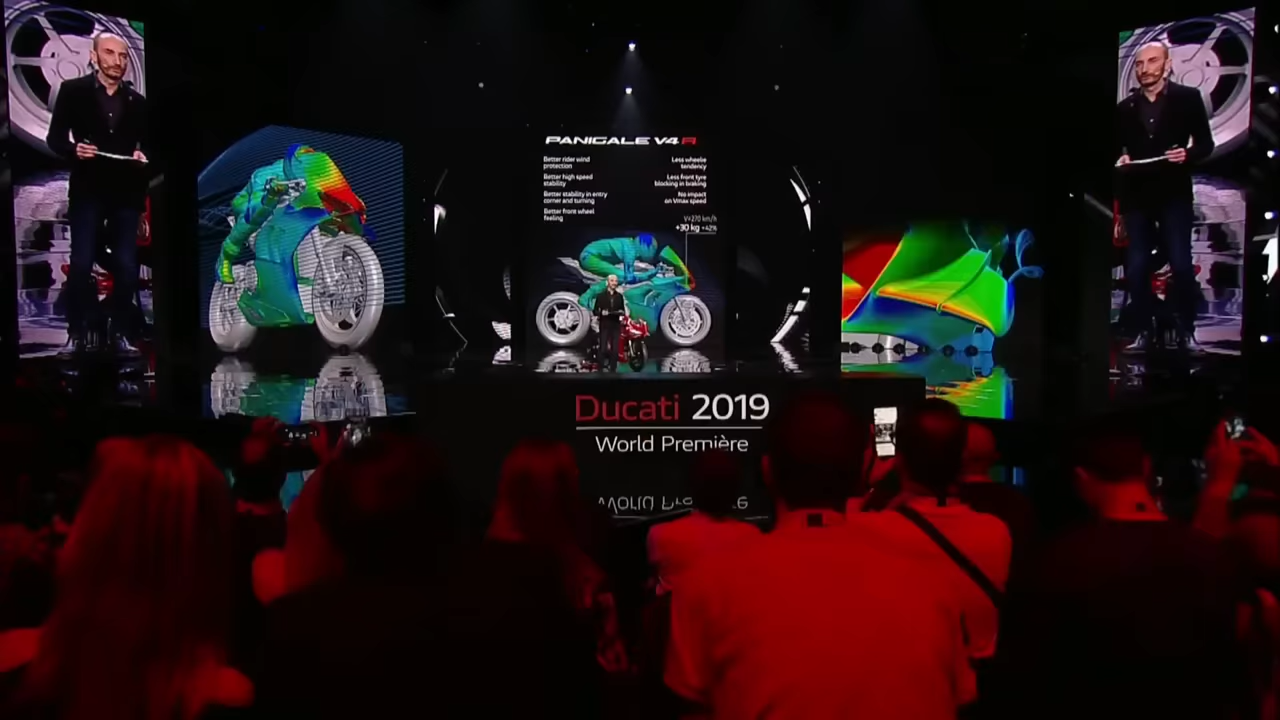 PANIGALE V4 R
Better rider wind
protection
Better high speed
stability
Better stability in entry
corner and turning
Better front wheel
feeling
Less wheelie
tendency
Less front tyre
blocking in braking
No impact
on Vmax speed
V=270 km/h
+30 kg +42%
Ducati 2019
World Première